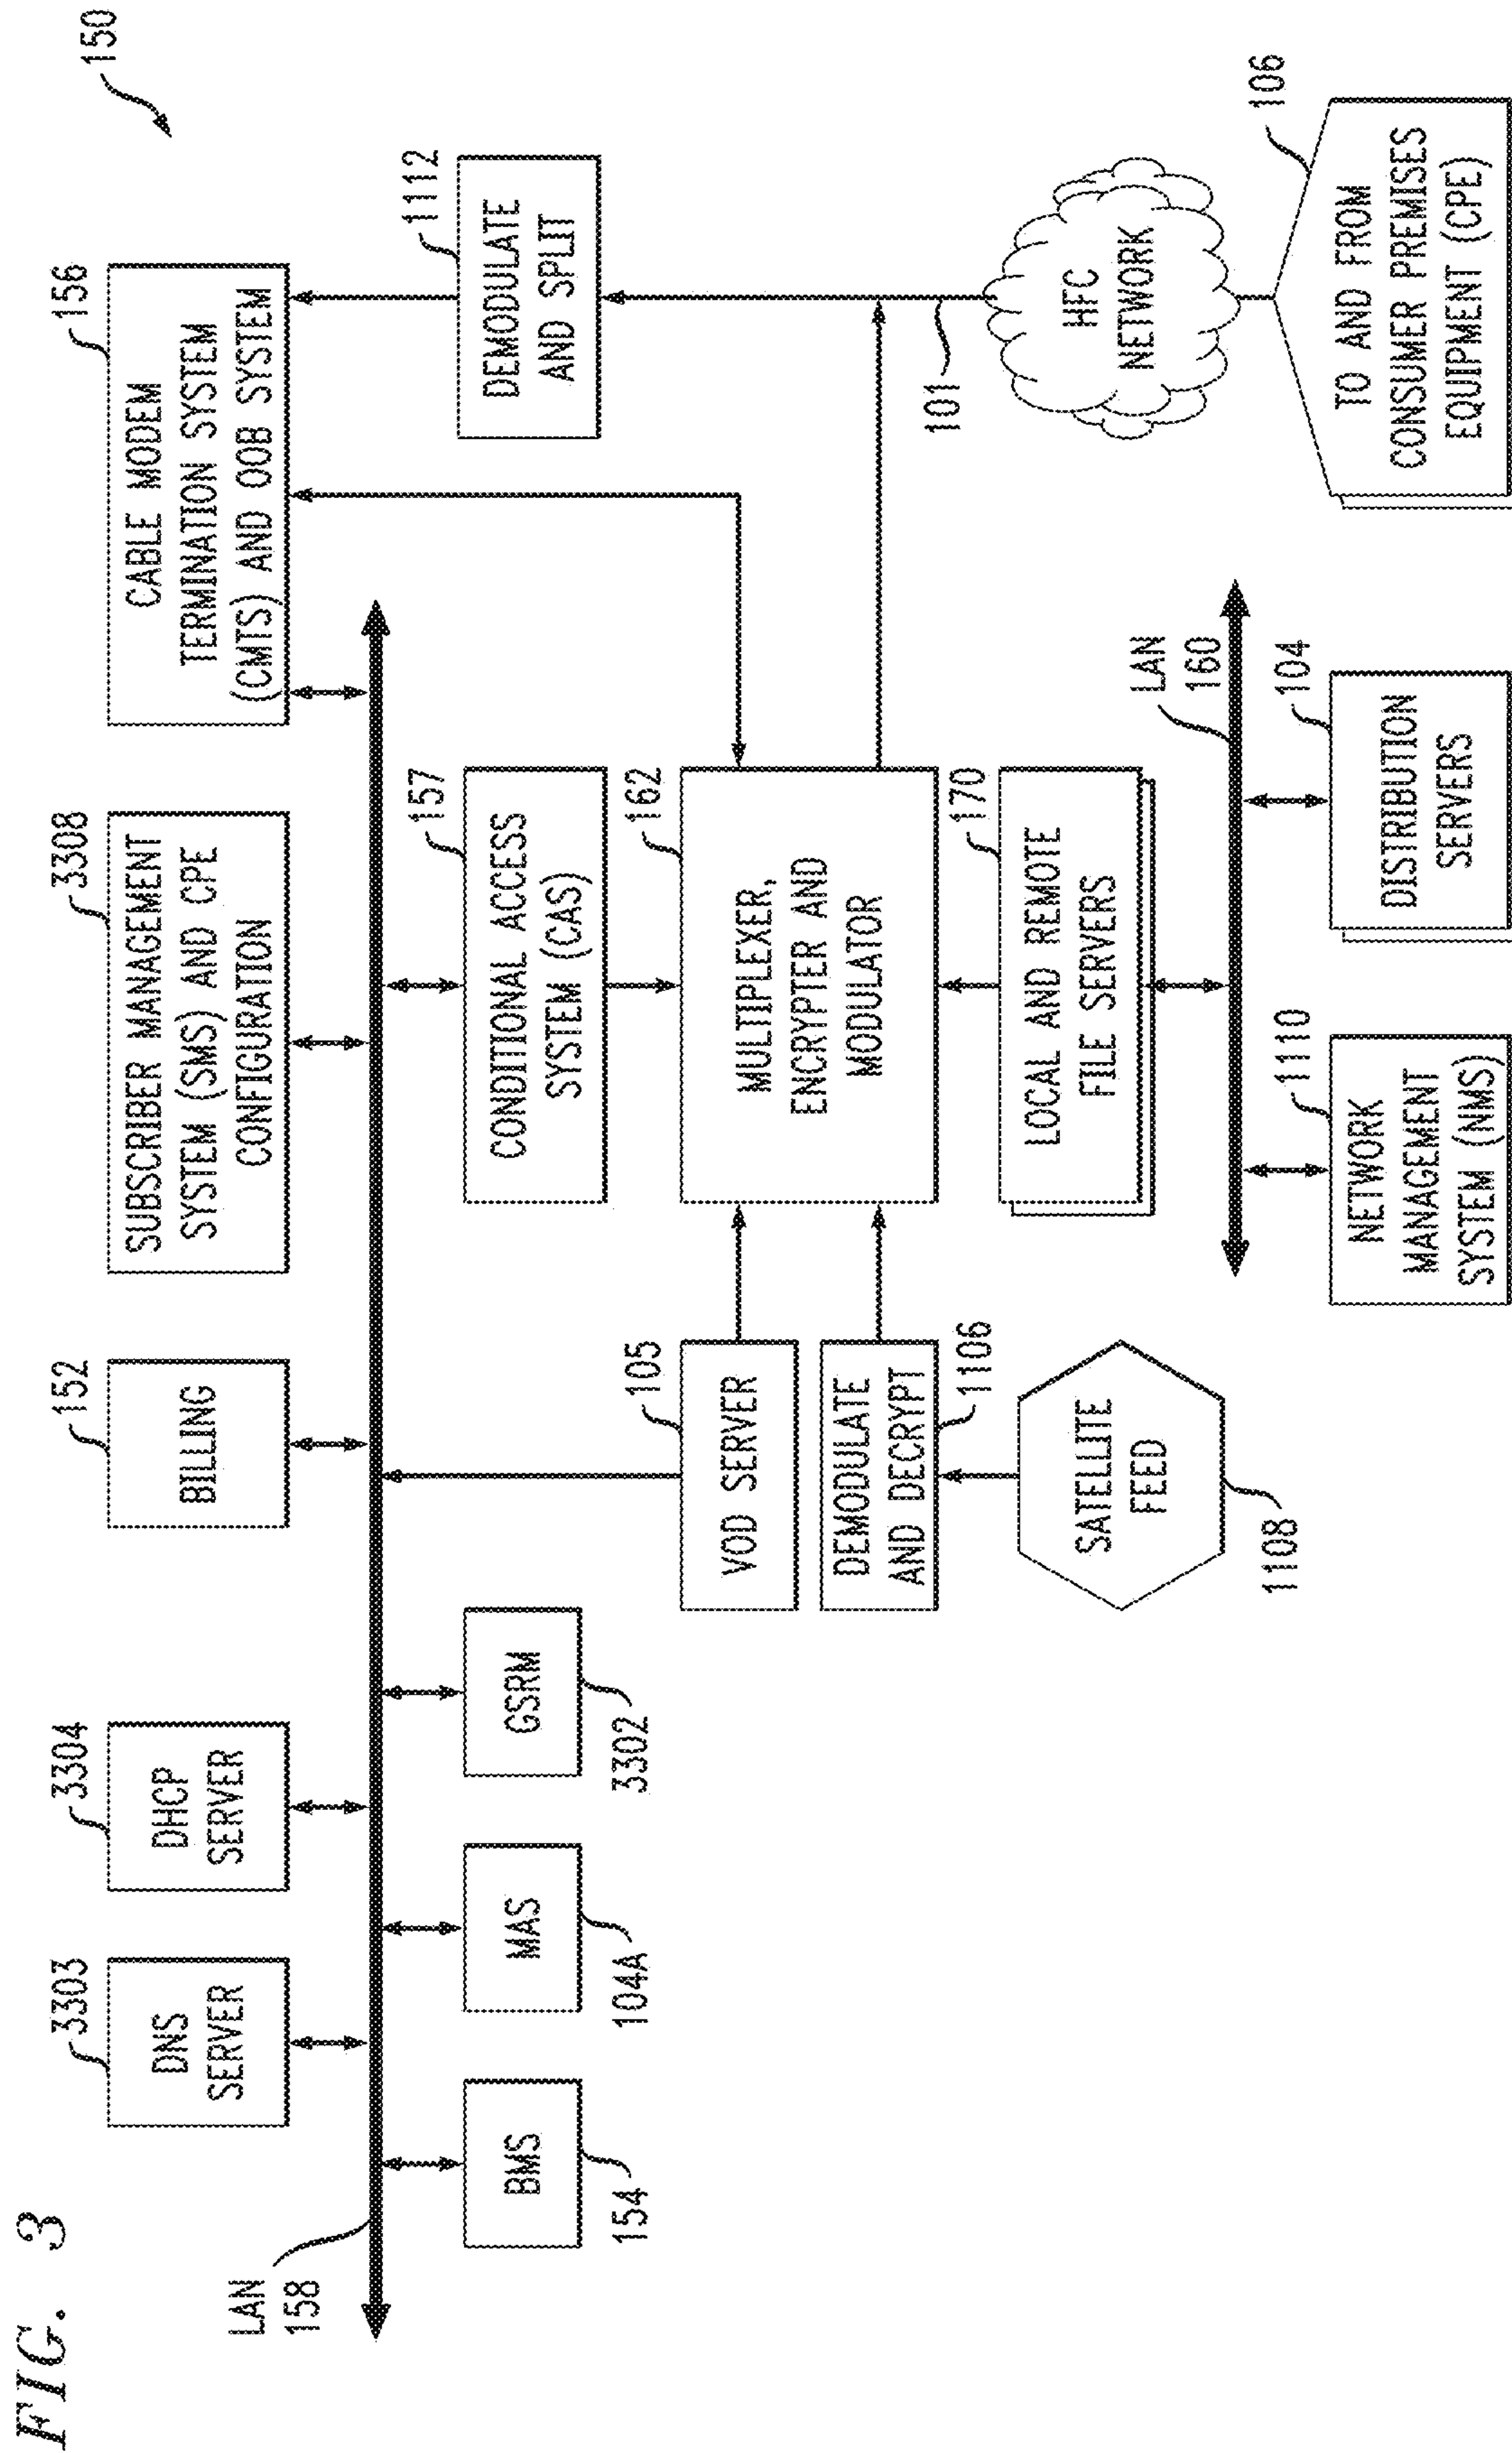 FIG. 3
150
3303
DNS
SERVER
3304
DHCP
SERVER
152
BILLING
3308
SUBSCRIBER MANAGEMENT
SYSTEM (SMS) AND CPE
CONFIGURATION
156
CABLE MODEM
TERMINATION SYSTEM
(CMTS) AND OOB SYSTEM
LAN
158
BMS
154
MAS
104A
GSRM
3302
157
CONDITIONAL ACCESS
SYSTEM (CAS)
1112
DEMODULATE
AND SPLIT
105
VOD SERVER
162
MULTIPLEXER,
ENCRYPTER AND
MODULATOR
DEMODULATE
AND DECRYPT
1106
101
SATELLITE
FEED
1108
170
LOCAL AND REMOTE
FILE SERVERS
HFC
NETWORK
LAN
160
1110
NETWORK
MANAGEMENT
SYSTEM (NMS)
104
DISTRIBUTION
SERVERS
106
TO AND FROM
CONSUMER PREMISES
EQUIPMENT (CPE)